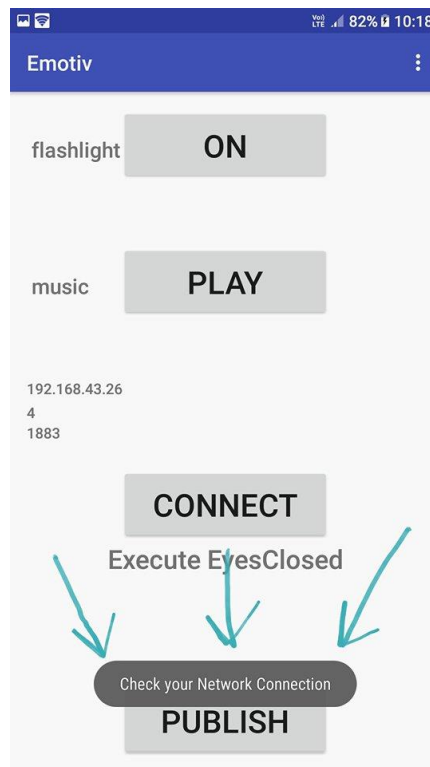 Voo) LTE 82% 10:18
Emotiv
flashlight ON
music PLAY
192.168.43.26
4
1883
CONNECT
Execute EyesClosed
Check your Network Connection
PUBLISH